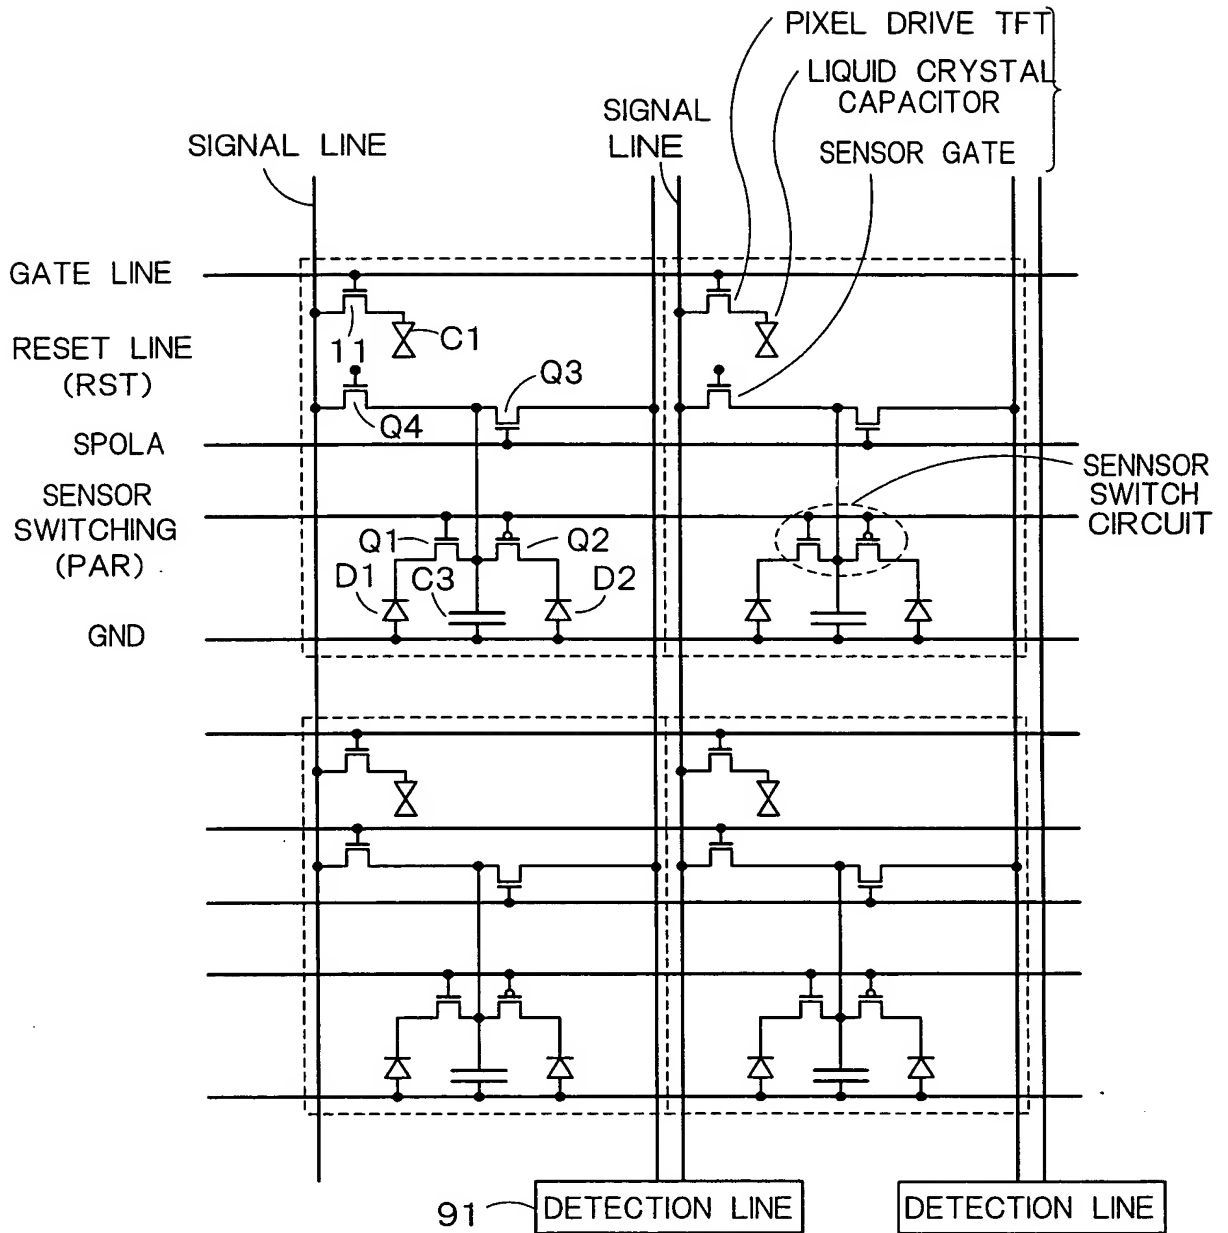 PIXEL DRIVE TFT
LIQUID CRYSTAL
CAPACITOR
SENSOR GATE
SIGNAL
LINE
SIGNAL LINE
GATE LINE
11
C1
RESET LINE
(RST)
Q3
Q4
SPOLA
SENSOR
SWITCHING
(PAR)
SENNSOR
SWITCH
CIRCUIT
Q1
Q2
D1
C3
D2
GND
91
DETECTION LINE
DETECTION LINE